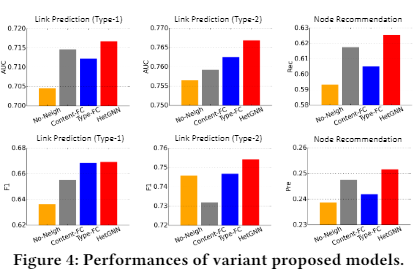 Link Prediction (Type-1)
AUC
0.720
0.715
0.710
0.705
0.700
No-Neigh
Content-FC
Type-FC
HetGNN
Link Prediction (Type-2)
AUC
0.770
0.765
0.760
0.755
0.750
No-Neigh
Content-FC
Type-FC
HetGNN
Node Recommendation
Rec
0.63
0.62
0.61
0.60
0.59
0.58
No-Neigh
Content-FC
Type-FC
HetGNN
Link Prediction (Type-1)
F1
0.68
0.66
0.64
0.62
No-Neigh
Content-FC
Type-FC
HetGNN
Link Prediction (Type-2)
F1
0.76
0.75
0.74
0.73
0.72
No-Neigh
Content-FC
Type-FC
HetGNN
Node Recommendation
Pre
0.26
0.25
0.24
0.23
No-Neigh
Content-FC
Type-FC
HetGNN
Figure 4: Performances of variant proposed models.